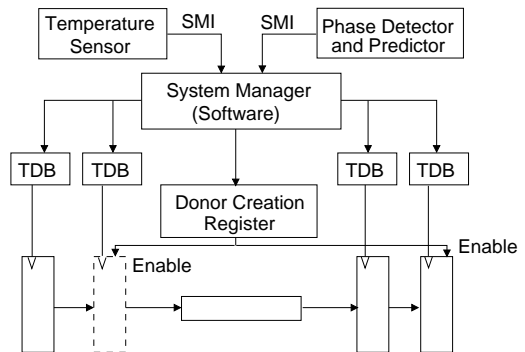 Temperature
Sensor
SMI
SMI
Phase Detector
and Predictor
System Manager
(Software)
TDB
TDB
TDB
TDB
Donor Creation
Register
Enable
Enable